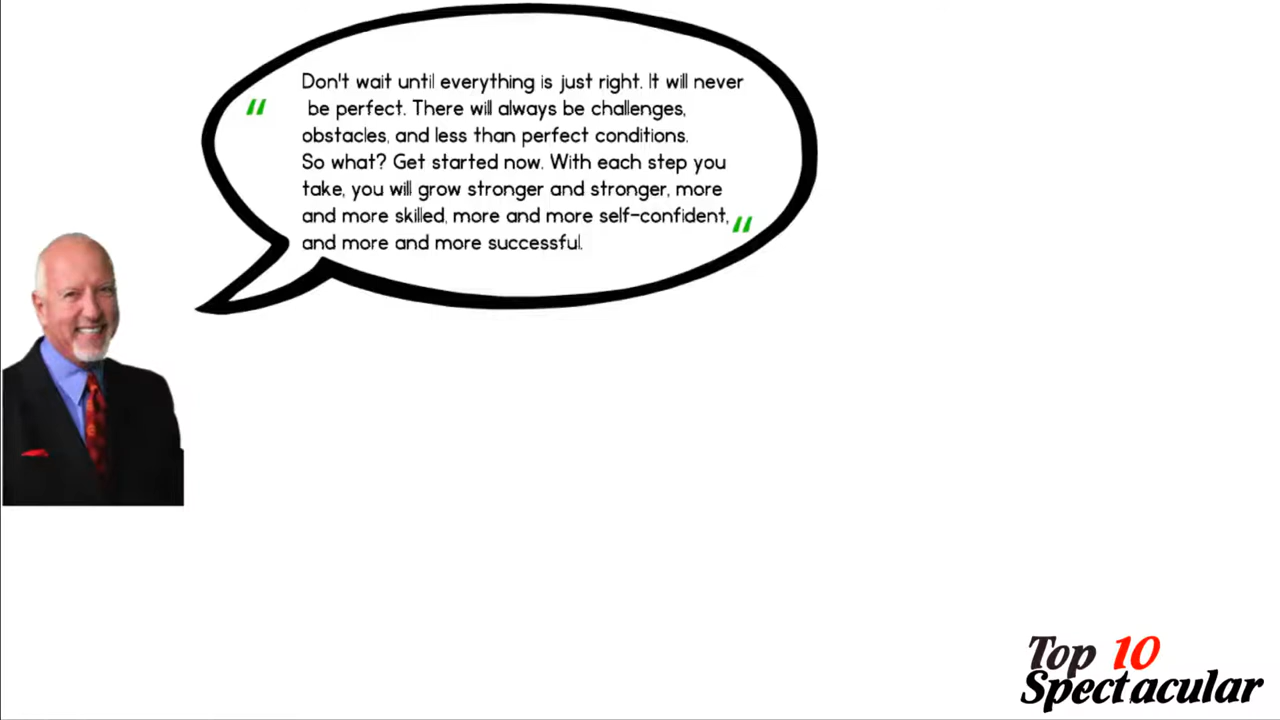 Don't wait until everything is just right. It will never
be perfect. There will always be challenges,
obstacles, and less than perfect conditions.
So what? Get started now. With each step you
take, you will grow stronger and stronger, more
and more skilled, more and more self-confident,
and more and more successful.
Top 10
Spectacular